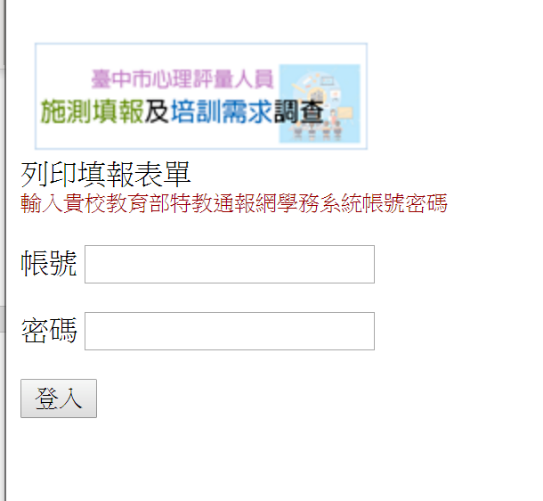 臺中市心理評量人員
施測填報及培訓需求調查
列印填報表單
輸入貴校教育部特教通報網學務系統帳號密碼
帳號
密碼
登入